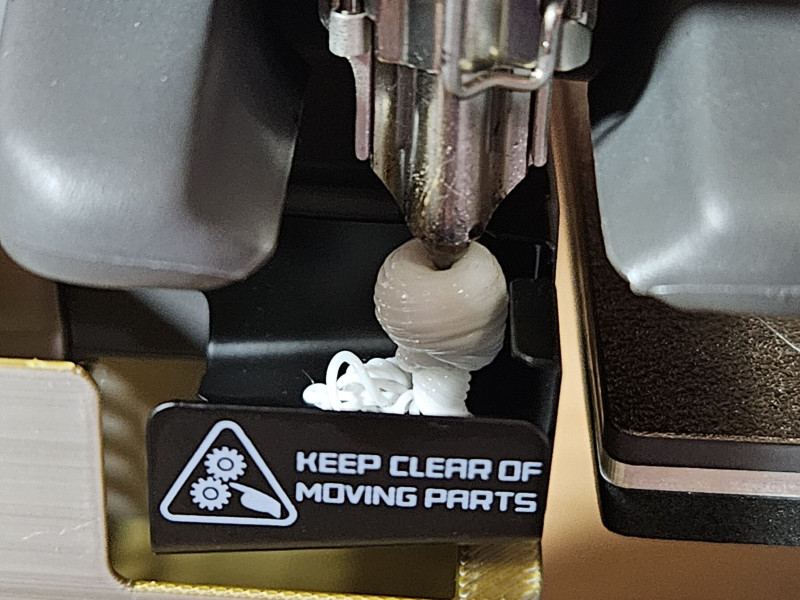 KEEP CLEAR OF
MOVING PARTS